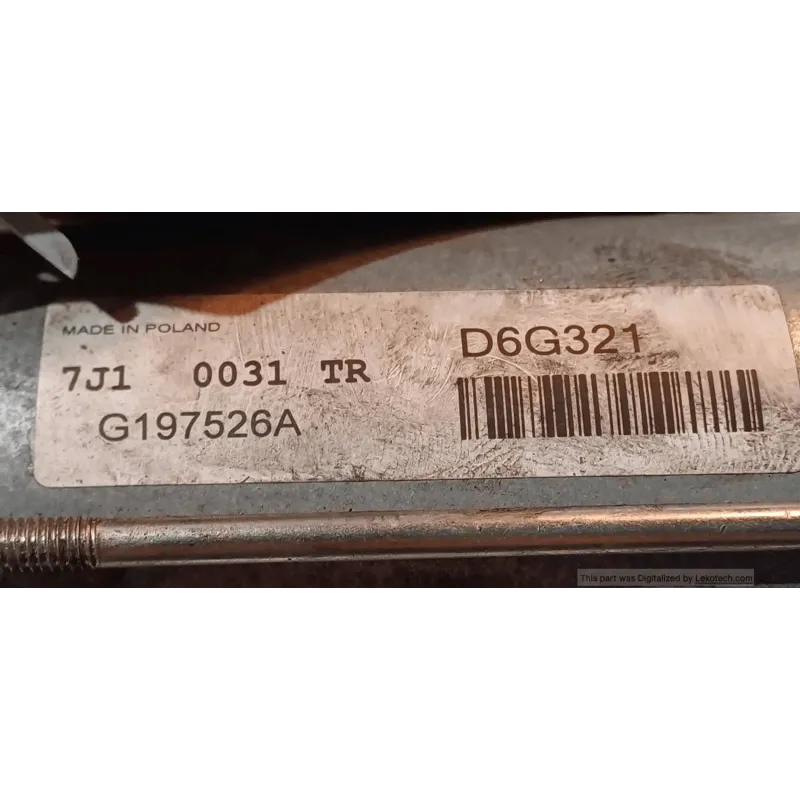 MADE IN POLAND
7J1 0031 TR
G197526A
D6G321
This part was Digitalized by Lekotech.com